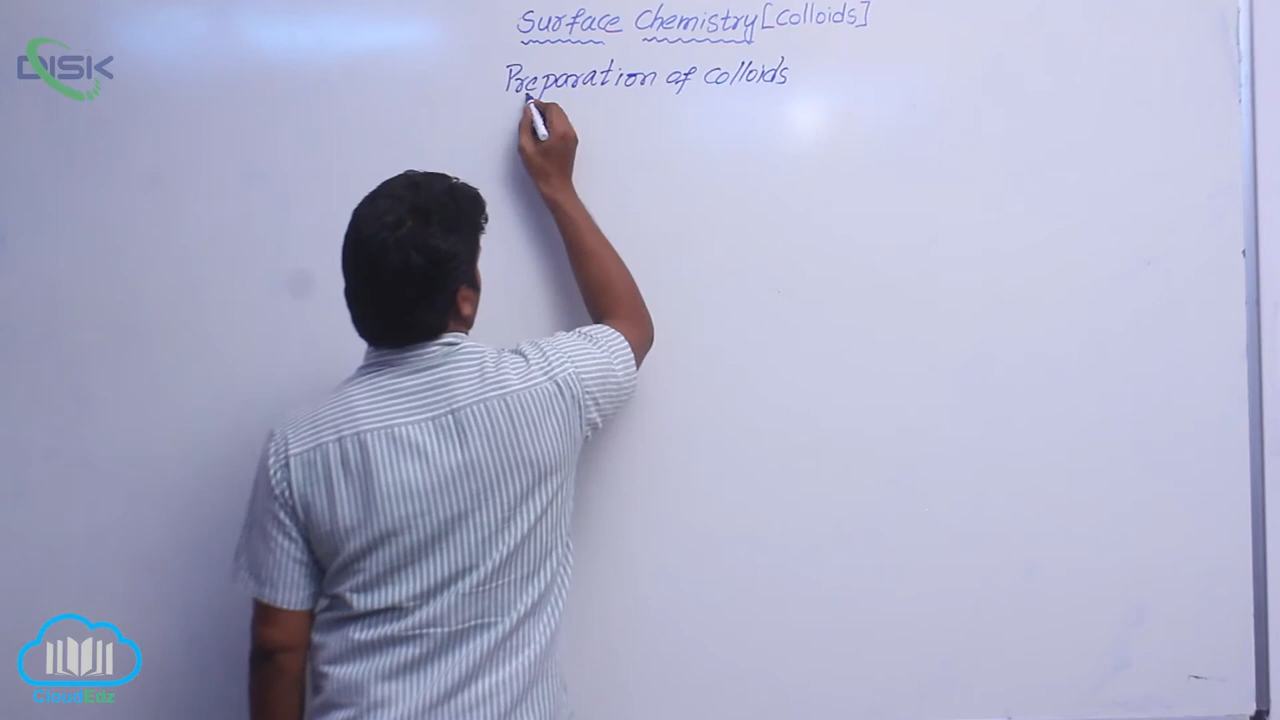 Surface Chemistry [Colloids]
DISK
Preparation of colloids
CloudEdz